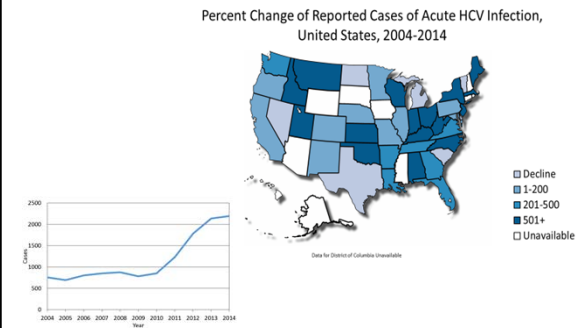 Percent Change of Reported Cases of Acute HCV Infection,
United States, 2004-2014
Decline
1-200
201-500
501+
Unavailable
Data for District of Columbia Unavailable
2500
2000
1500
1000
500
0
Cases
2004 2005 2006 2007 2008 2009 2010 2011 2012 2013 2014
Year